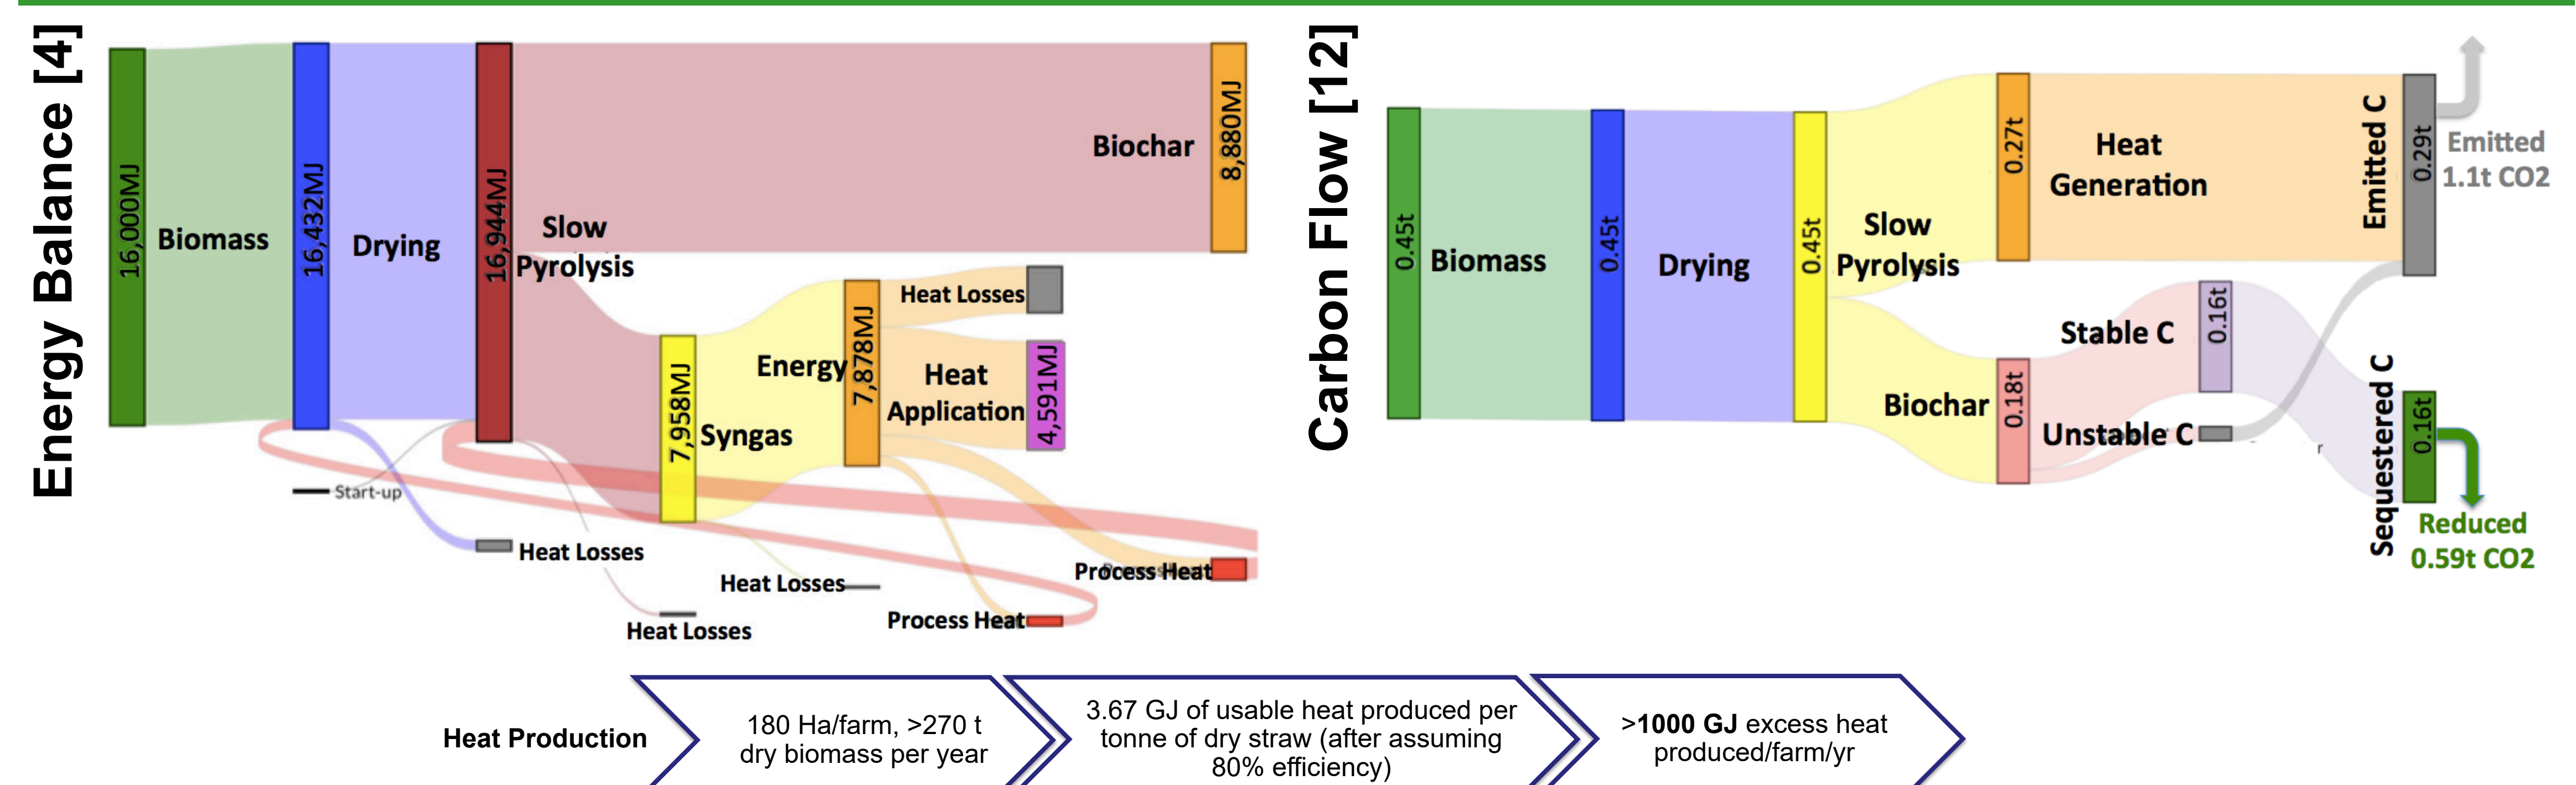 Energy Balance [4]
16,000MJ
Biomass
16,432MJ
Drying
16,944MJ
Slow
Pyrolysis
Biochar
8,880MJ
7,958MJ
Syngas
Energy
7,878MJ
Heat Losses
Heat
Application
4,591MJ
Start-up
Heat Losses
Heat Losses
Process Heat
Process Heat
Heat Losses
Carbon Flow [12]
0.45t
Biomass
0.45t
Drying
0.45t
Slow
Pyrolysis
0.27t
Heat
Generation
Emitted C
0.29t
Emitted
1.1t CO2
Biochar
0.18t
Stable C
0.16t
Unstable C
Sequestered C
0.16t
Reduced
0.59t CO2
Heat Production
180 Ha/farm, >270 t
dry biomass per year
3.67 GJ of usable heat produced per
tonne of dry straw (after assuming
80% efficiency)
>1000 GJ excess heat
produced/farm/yr